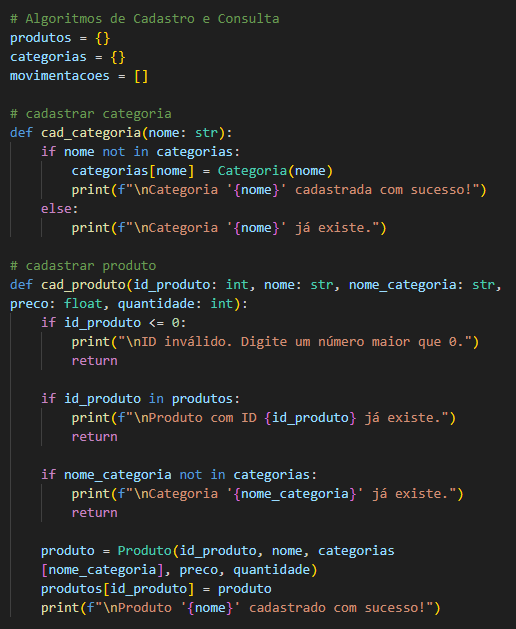 # Algoritmos de Cadastro e Consulta
produtos = {}
categorias = {}
movimentacoes = []
# cadastrar categoria
def cad_categoria(nome: str):
    if nome not in categorias:
        categorias[nome] = Categoria(nome)
        print(f"\nCategoria '{nome}' cadastrada com sucesso!")
    else:
        print(f"\nCategoria '{nome}' já existe.")
# cadastrar produto
def cad_produto(id_produto: int, nome: str, nome_categoria: str,
preco: float, quantidade: int):
    if id_produto <= 0:
        print("\nID inválido. Digite um número maior que 0.")
        return
    if id_produto in produtos:
        print(f"\nProduto com ID {id_produto} já existe.")
        return
    if nome_categoria not in categorias:
        print(f"\nCategoria '{nome_categoria}' já existe.")
        return
    produto = Produto(id_produto, nome, categorias
    [nome_categoria], preco, quantidade)
    produtos[id_produto] = produto
    print(f"\nProduto '{nome}' cadastrado com sucesso!")